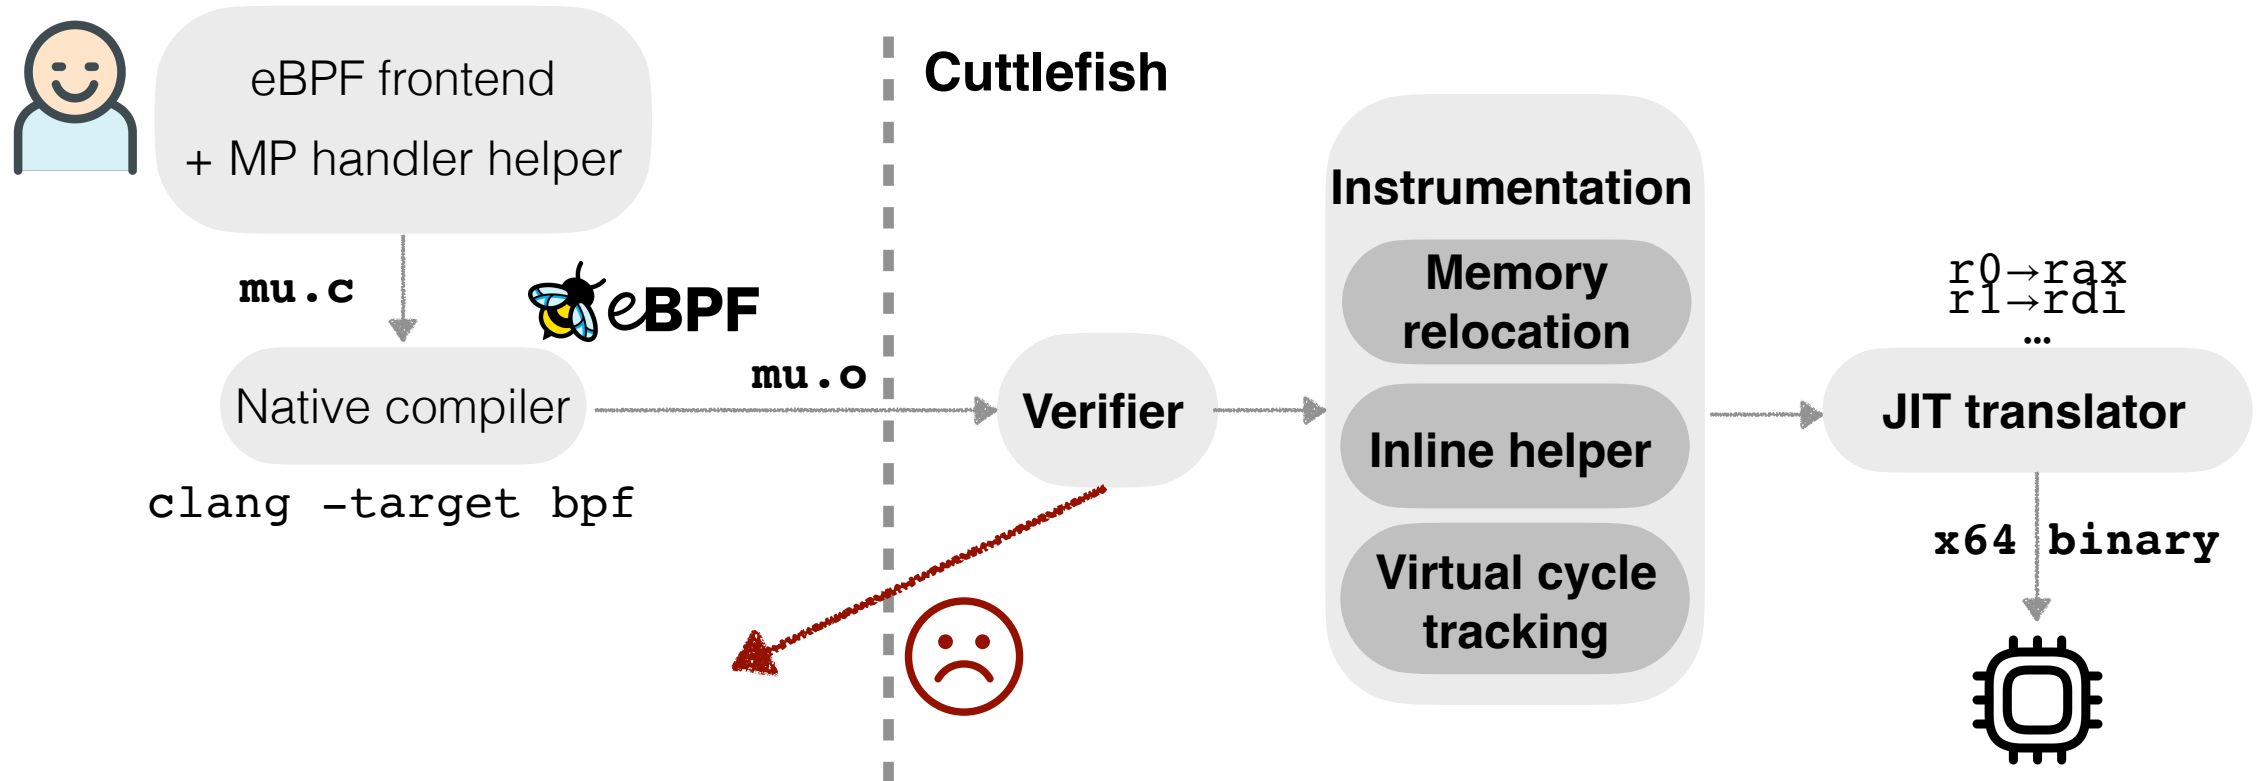 eBPF frontend
+ MP handler helper
mu.c
eBPF
Native compiler
clang -target bpf
mu.o
Cuttlefish
Verifier
Instrumentation
Memory
relocation
Inline helper
Virtual cycle
tracking
r0→rax
r1→rdi
…
JIT translator
x64 binary